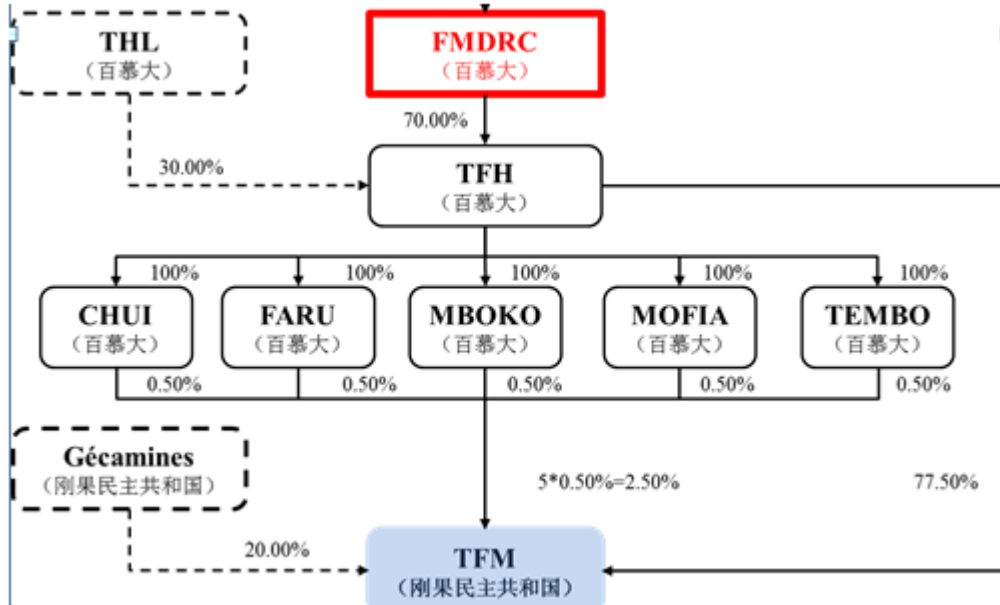 THL
（百慕大）
FMDRC
（百慕大）
70.00%
30.00%
TFH
（百慕大）
100%
100%
100%
100%
100%
CHUI
（百慕大）
FARU
（百慕大）
MBOKO
（百慕大）
MOFIA
（百慕大）
TEMBO
（百慕大）
0.50%
0.50%
0.50%
0.50%
0.50%
Gécamines
（刚果民主共和国）
5*0.50%=2.50%
77.50%
20.00%
TFM
（刚果民主共和国）